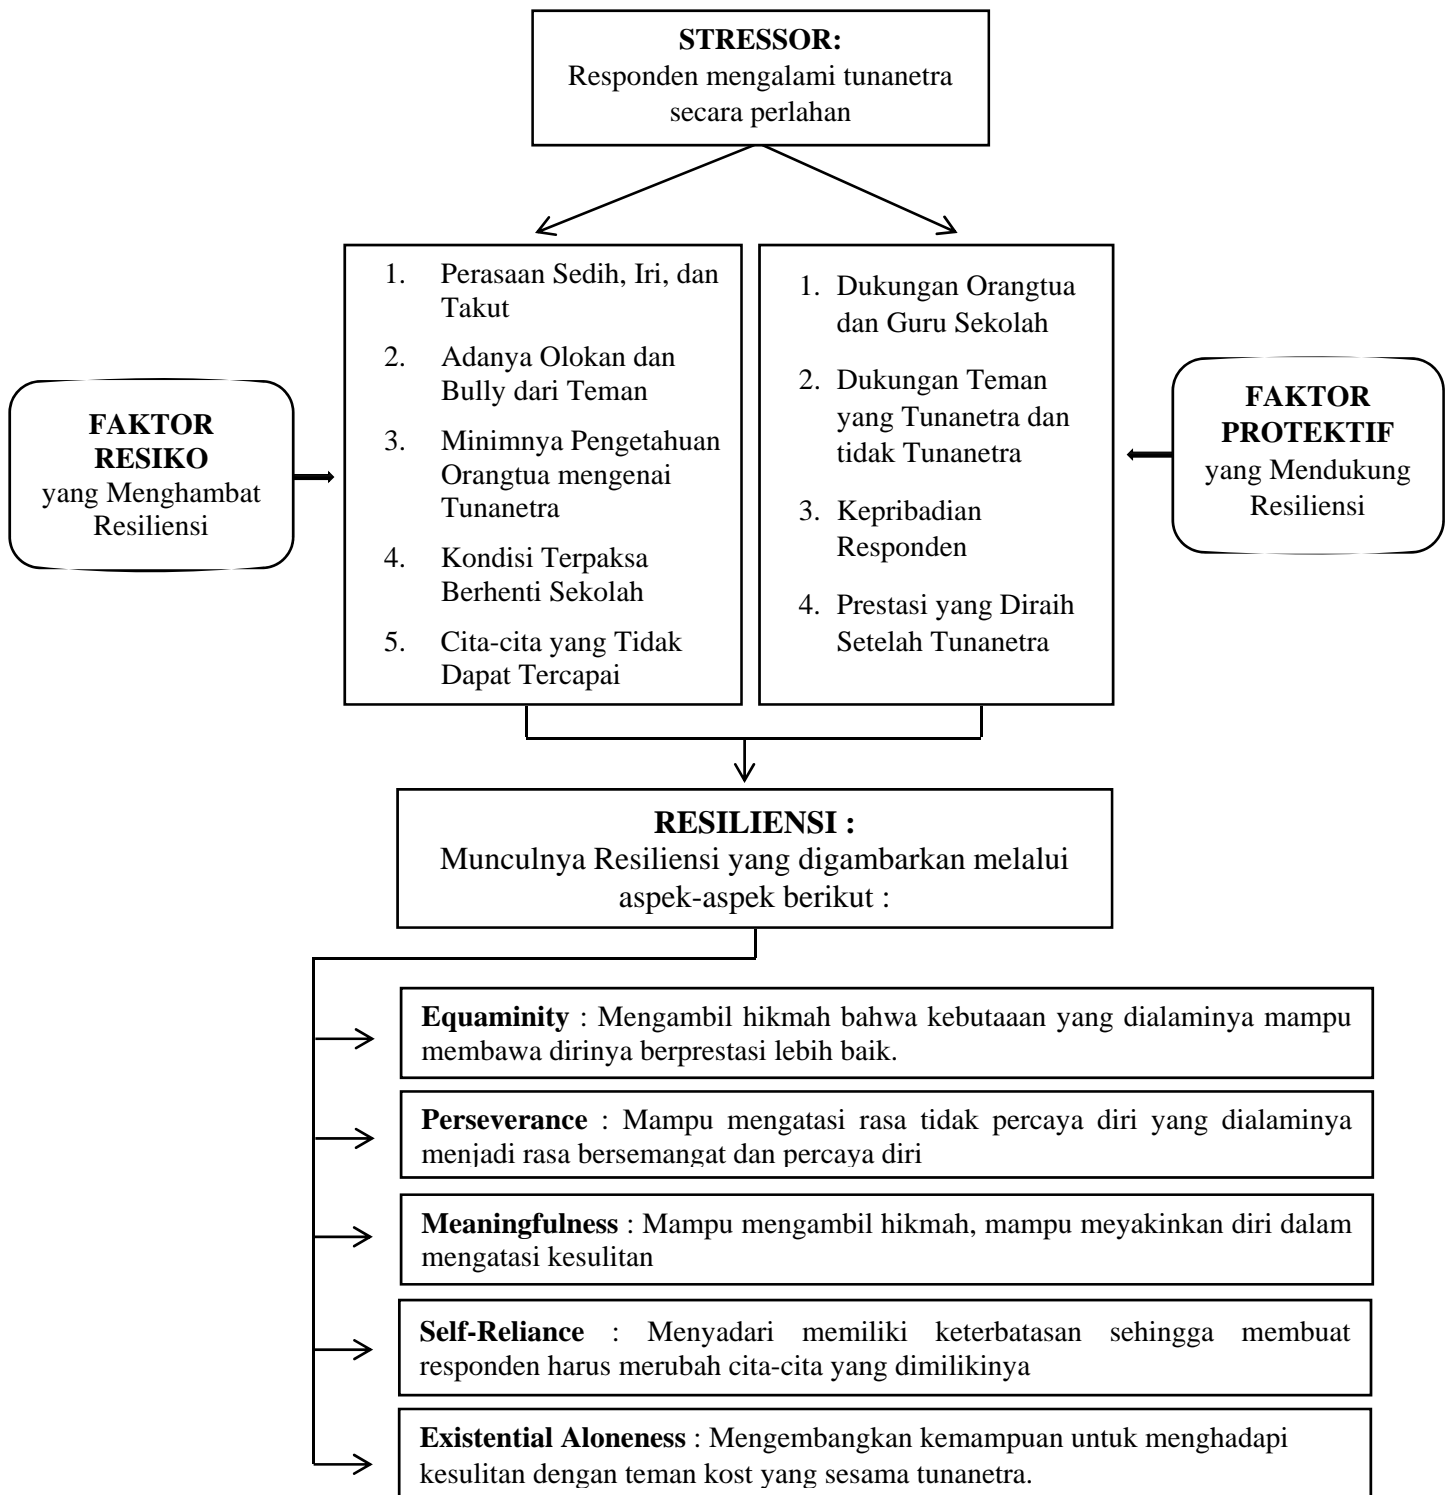 STRESSOR:
Responden mengalami tunanetra
secara perlahan
1. Perasaan Sedih, Iri, dan
Takut
2. Adanya Olokan dan
Bully dari Teman
3. Minimnya Pengetahuan
Orangtua mengenai
Tunanetra
4. Kondisi Terpaksa
Berhenti Sekolah
5. Cita-cita yang Tidak
Dapat Tercapai
1. Dukungan Orangtua
dan Guru Sekolah
2. Dukungan Teman
yang Tunanetra dan
tidak Tunanetra
3. Kepribadian
Responden
4. Prestasi yang Diraih
Setelah Tunanetra
FAKTOR
RESIKO
yang Menghambat
Resiliensi
FAKTOR
PROTEKTIF
yang Mendukung
Resiliensi
RESILIENSI :
Munculnya Resiliensi yang digambarkan melalui
aspek-aspek berikut :
Equaminity : Mengambil hikmah bahwa kebutaaan yang dialaminya mampu
membawa dirinya berprestasi lebih baik.
Perseverance : Mampu mengatasi rasa tidak percaya diri yang dialaminya
menjadi rasa bersemangat dan percaya diri
Meaningfulness : Mampu mengambil hikmah, mampu meyakinkan diri dalam
mengatasi kesulitan
Self-Reliance : Menyadari memiliki keterbatasan sehingga membuat
responden harus merubah cita-cita yang dimilikinya
Existential Aloneness : Mengembangkan kemampuan untuk menghadapi
kesulitan dengan teman kost yang sesama tunanetra.